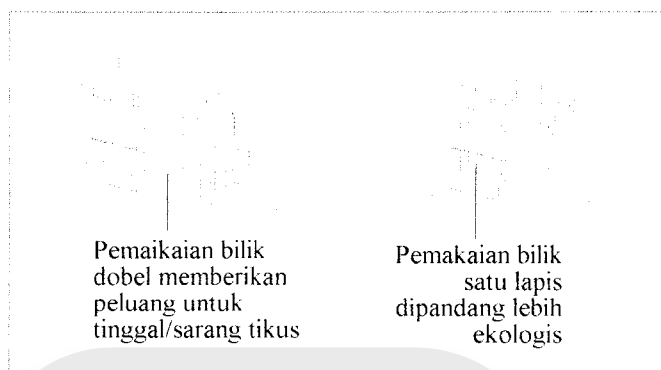 Pemaikaian bilik
dobel memberikan
peluang untuk
tinggal/sarang tikus
Pemakaian bilik
satu lapis
dipandang lebih
ekologis